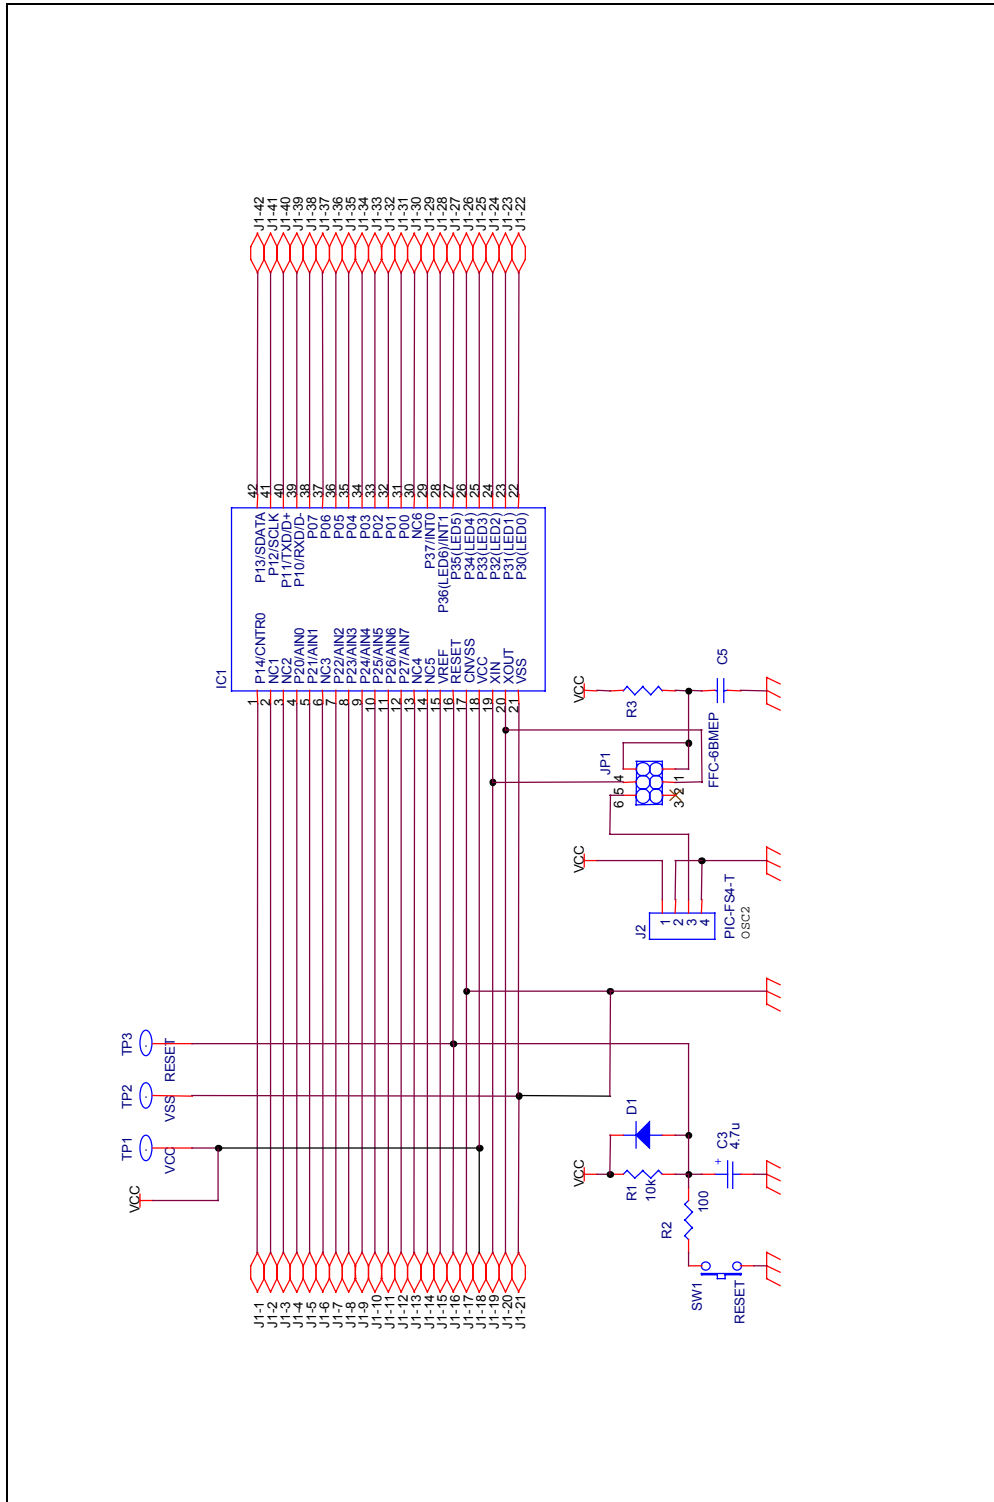 J1-42
J1-41
J1-40
J1-39
J1-38
J1-37
J1-36
J1-35
J1-34
J1-33
J1-32
J1-31
J1-30
J1-29
J1-28
J1-27
J1-26
J1-25
J1-24
J1-23
J1-22
42
41
40
39
38
37
36
35
34
33
32
31
30
29
28
27
26
25
24
23
22
P13/SDATA
P12/SCLK
P11/TXD/D+
P10/RXD/D-
P07
P06
P05
P04
P03
P02
P01
P00
NC6
P37/INT0
P36(LED6)/INT1
P35(LED5)
P34(LED4)
P33(LED3)
P32(LED2)
P31(LED1)
P30(LED0)
IC1
P14/CNTR0
NC1
NC2
P20/AIN0
P21/AIN1
NC3
P22/AIN2
P23/AIN3
P24/AIN4
P25/AIN5
P26/AIN6
P27/AIN7
NC4
NC5
VREF
RESET
CNVSS
VCC
XIN
XOUT
VSS
1
2
3
4
5
6
7
8
9
10
11
12
13
14
15
16
17
18
19
20
21
VCC
R3
C5
JP1
4
5
6
1
2
3
FFC-6BMEP
VCC
J2
1
2
3
4
PIC-FS4-T
OSC2
TP3
RESET
TP2
VSS
TP1
VCC
VCC
D1
VCC
R1
10k
C3
+
4.7u
R2
100
SW1
RESET
J1-1
J1-2
J1-3
J1-4
J1-5
J1-6
J1-7
J1-8
J1-9
J1-10
J1-11
J1-12
J1-13
J1-14
J1-15
J1-16
J1-17
J1-18
J1-19
J1-20
J1-21